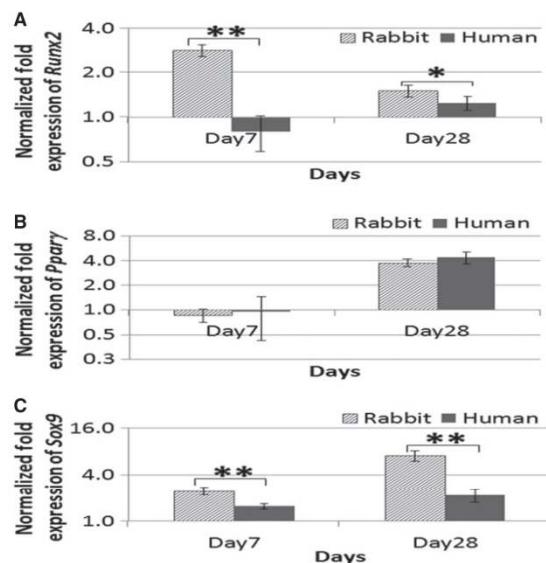 A
Normalized fold
expression of Runx2
4.0
2.0
1.0
0.5
Rabbit Human
**
*
Day7 Day28
Days
B
Normalized fold
expression of Pparγ
8.0
4.0
2.0
1.0
0.5
0.3
Rabbit Human
Day7 Day28
Days
C
Normalized fold
expression of Sox9
16.0
4.0
1.0
Rabbit Human
**
**
Day7 Day28
Days